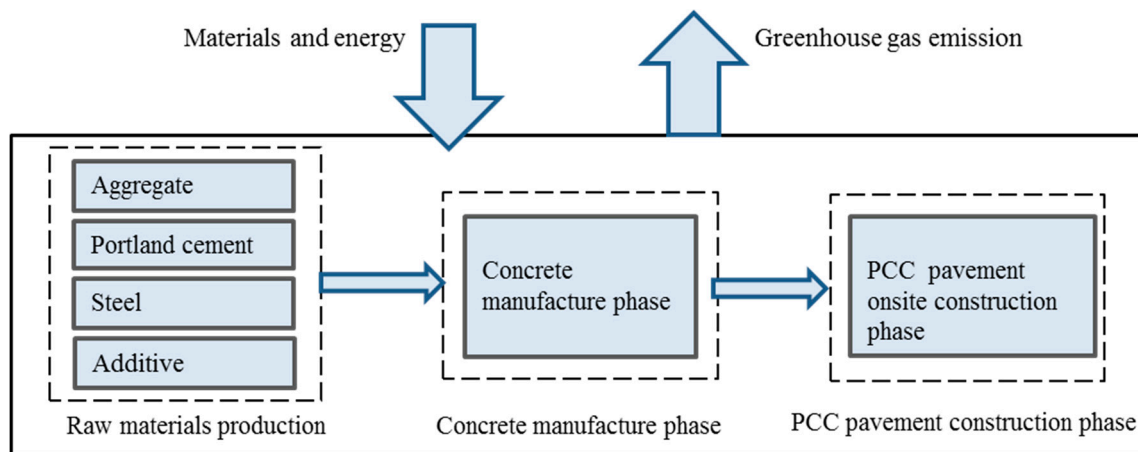 Materials and energy
Greenhouse gas emission
Aggregate
Portland cement
Steel
Additive
Raw materials production
Concrete
manufacture phase
Concrete manufacture phase
PCC pavement
onsite construction
phase
PCC pavement construction phase